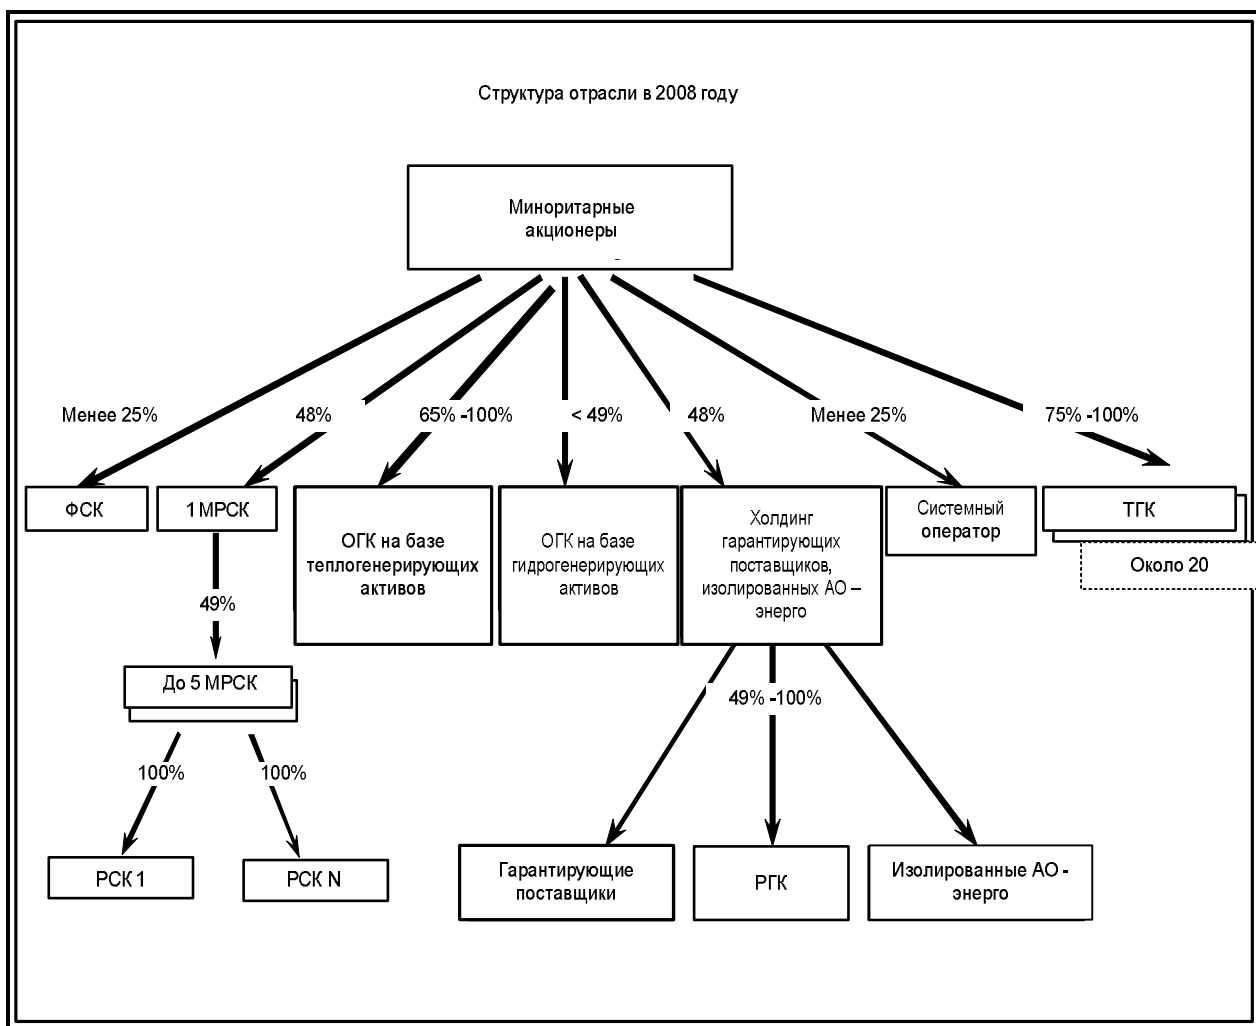 Структура отрасли в 2008 году
Миноритарные
акционеры
Менее 25%
48%
65% -100%
< 49%
48%
Менее 25%
75% -100%
ФСК
1 МРСК
ОГК на базе
теплогенерирующих
активов
ОГК на базе
гидрогенерирующих
активов
Холдинг
гарантирующих
поставщиков,
изолированных АО –
энерго
Системный
оператор
ТГК
Около 20
49%
До 5 МРСК
49% -100%
100%
100%
РСК 1
РСК N
Гарантирующие
поставщики
РГК
Изолированные АО -
энерго